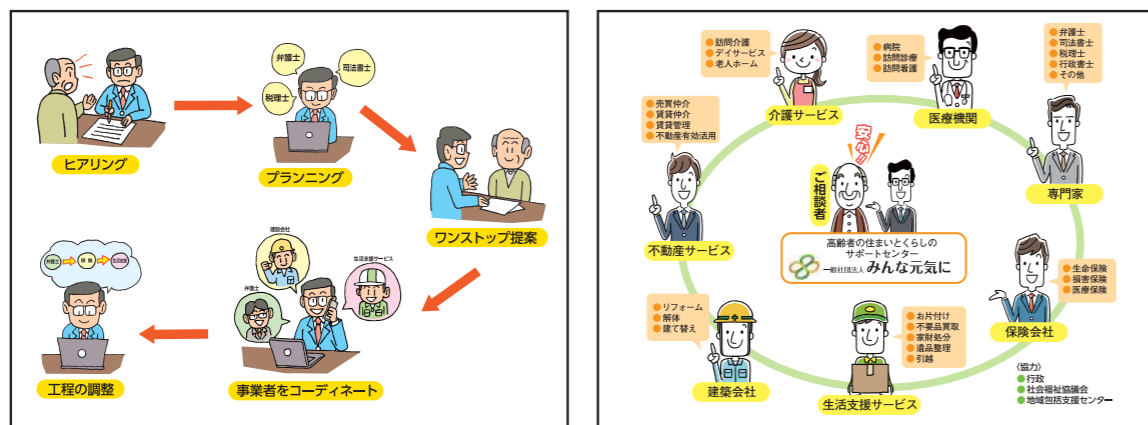 ヒアリング
弁護士
司法書士
税理士
プランニング
ワンストップ提案
建設会社
生活支援サービス
弁護士
事業者をコーディネート
弁護士
保険
生活支援
工程の調整
訪問介護
デイサービス
老人ホーム
介護サービス
病院
訪問診療
訪問看護
医療機関
弁護士
司法書士
税理士
行政書士
その他
専門家
売買仲介
賃貸仲介
賃貸管理
不動産有効活用
不動産サービス
安心!!
ご相談者
高齢者の住まいとくらしの
サポートセンター
一般社団法人 みんな元気に
生命保険
損害保険
医療保険
保険会社
リフォーム
解体
建て替え
建築会社
お片付け
不要品買取
家財処分
遺品整理
引越
生活支援サービス
〈協力〉
行政
社会福祉協議会
地域包括支援センター